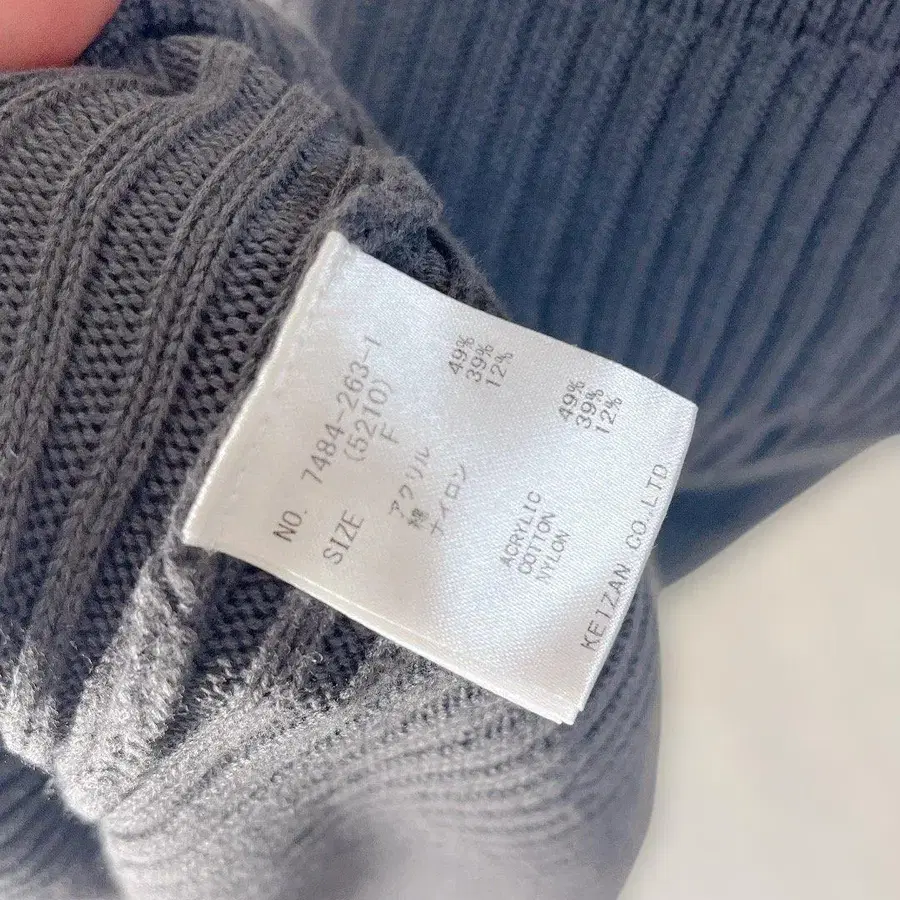 NO. 7484-263-1
(5210)
SIZE F
アクリル 49%
綿 39%
ナイロン 12%
ACRYLIC 49%
COTTON 39%
NYLON 12%
KEIZAN CO.LTD